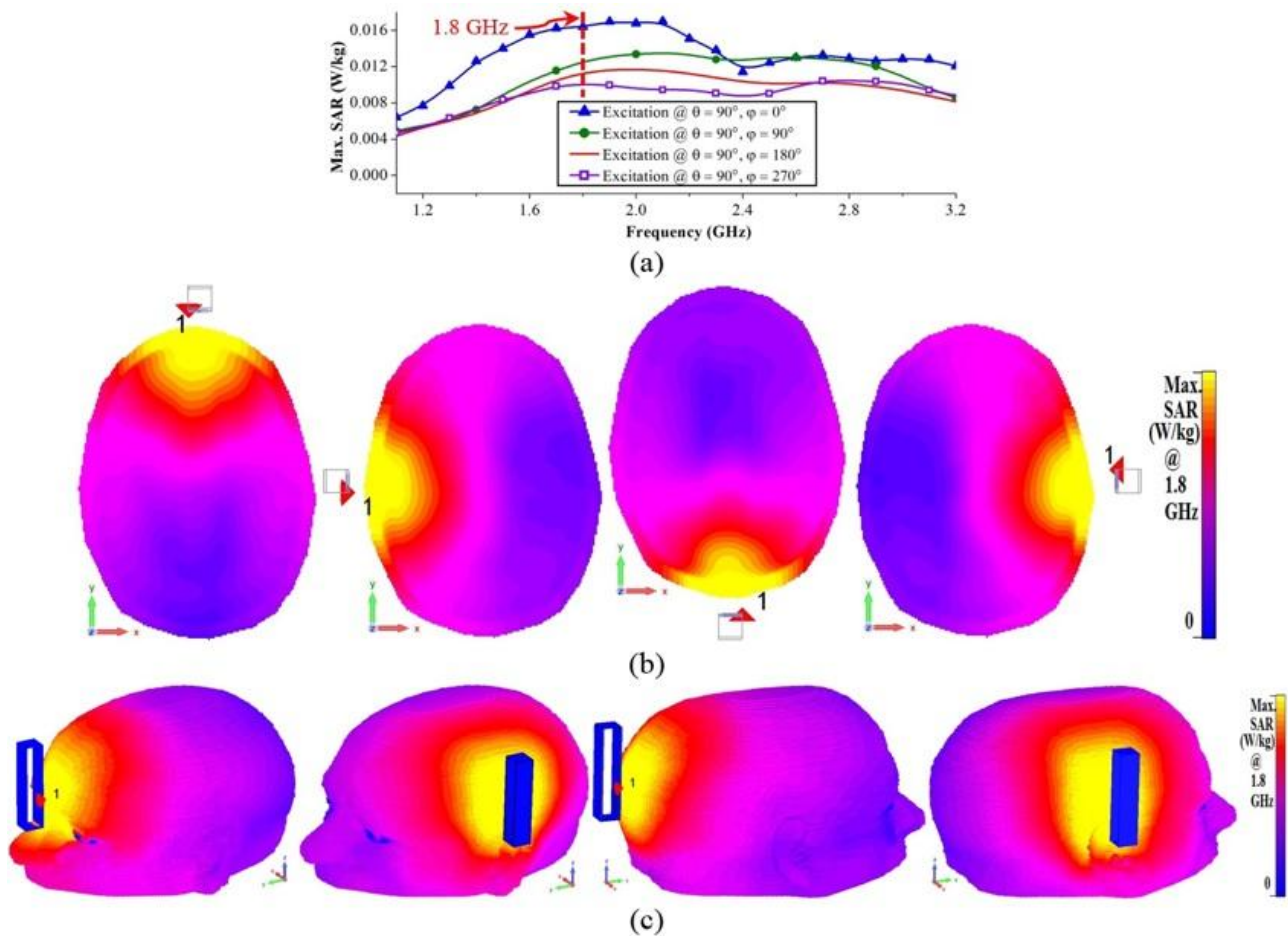 1.8 GHz
Max. SAR (W/kg)
0.016
0.012
0.008
0.004
0.000
Excitation @ θ = 90°, φ = 0°
Excitation @ θ = 90°, φ = 90°
Excitation @ θ = 90°, φ = 180°
Excitation @ θ = 90°, φ = 270°
1.2 1.6 2.0 2.4 2.8 3.2
Frequency (GHz)
(a)
1
y
z x
1
y
z x
1
y
z x
1
y
z x
Max.
SAR
(W/kg)
@
1.8
GHz
0
(b)
1
1
Max.
SAR
(W/kg)
@
1.8
GHz
0
(c)